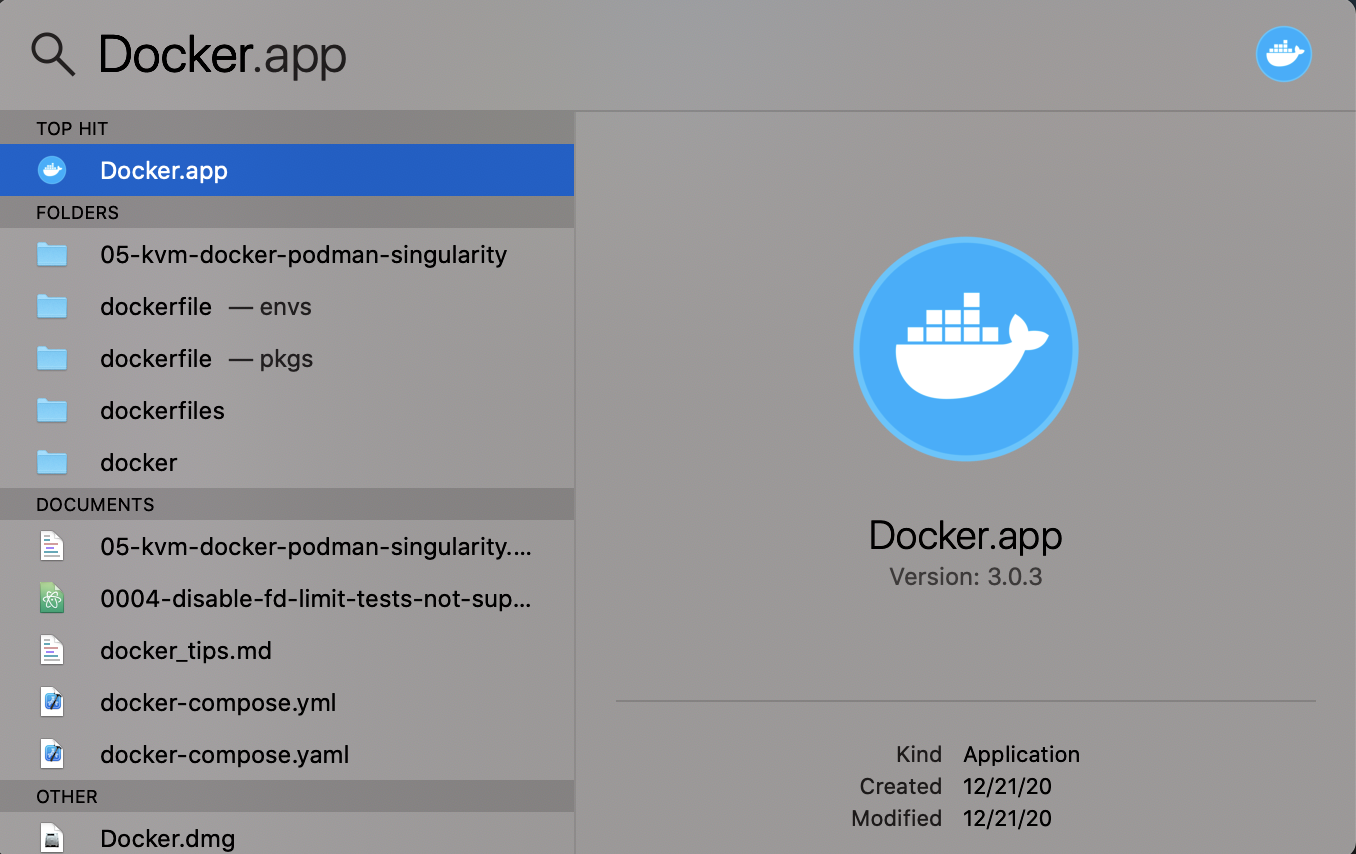 Docker.app
TOP HIT
Docker.app
FOLDERS
05-kvm-docker-podman-singularity
dockerfile — envs
dockerfile — pkgs
dockerfiles
docker
DOCUMENTS
05-kvm-docker-podman-singularity....
0004-disable-fd-limit-tests-not-sup...
docker_tips.md
docker-compose.yml
docker-compose.yaml
OTHER
Docker.dmg
Docker.app
Version: 3.0.3
Kind Application
Created 12/21/20
Modified 12/21/20